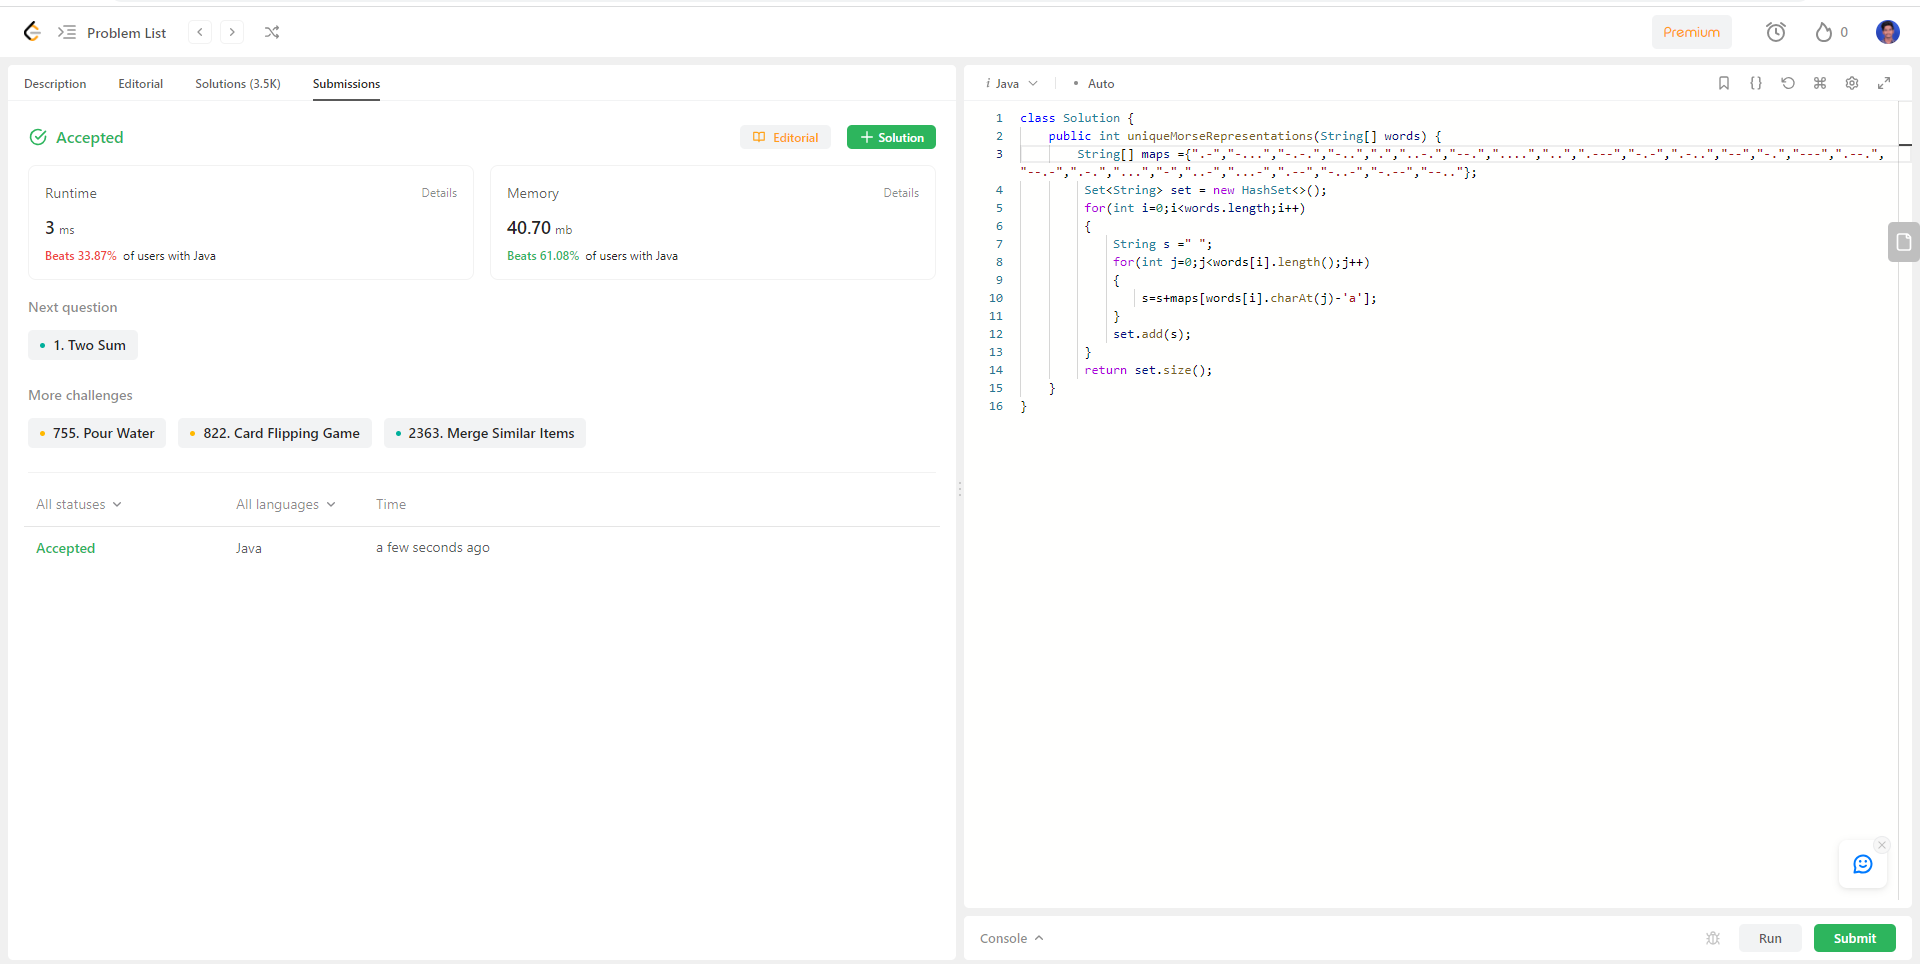 Problem List
Premium
0
Description Editorial Solutions (3.5K) Submissions
Accepted
Editorial
Solution
Runtime Details
3 ms
Beats 33.87% of users with Java
Memory Details
40.70 mb
Beats 61.08% of users with Java
Next question
1. Two Sum
More challenges
755. Pour Water
822. Card Flipping Game
2363. Merge Similar Items
All statuses All languages Time
Accepted Java a few seconds ago
i Java • Auto
1 class Solution {
2 public int uniqueMorseRepresentations(String[] words) {
3 String[] maps ={".-","-...","-.-.","-..",".","..-.","--.","....","..",".---","-.-",".-..","--","-.","---",".--.",
"--.-",".-.","...","-","..-","...-",".--","-..-","-.--","--.."};
4 Set<String> set = new HashSet<>();
5 for(int i=0;i<words.length;i++)
6 {
7 String s =" ";
8 for(int j=0;j<words[i].length();j++)
9 {
10 s=s+maps[words[i].charAt(j)-'a'];
11 }
12 set.add(s);
13 }
14 return set.size();
15 }
16 }
Console
Run
Submit